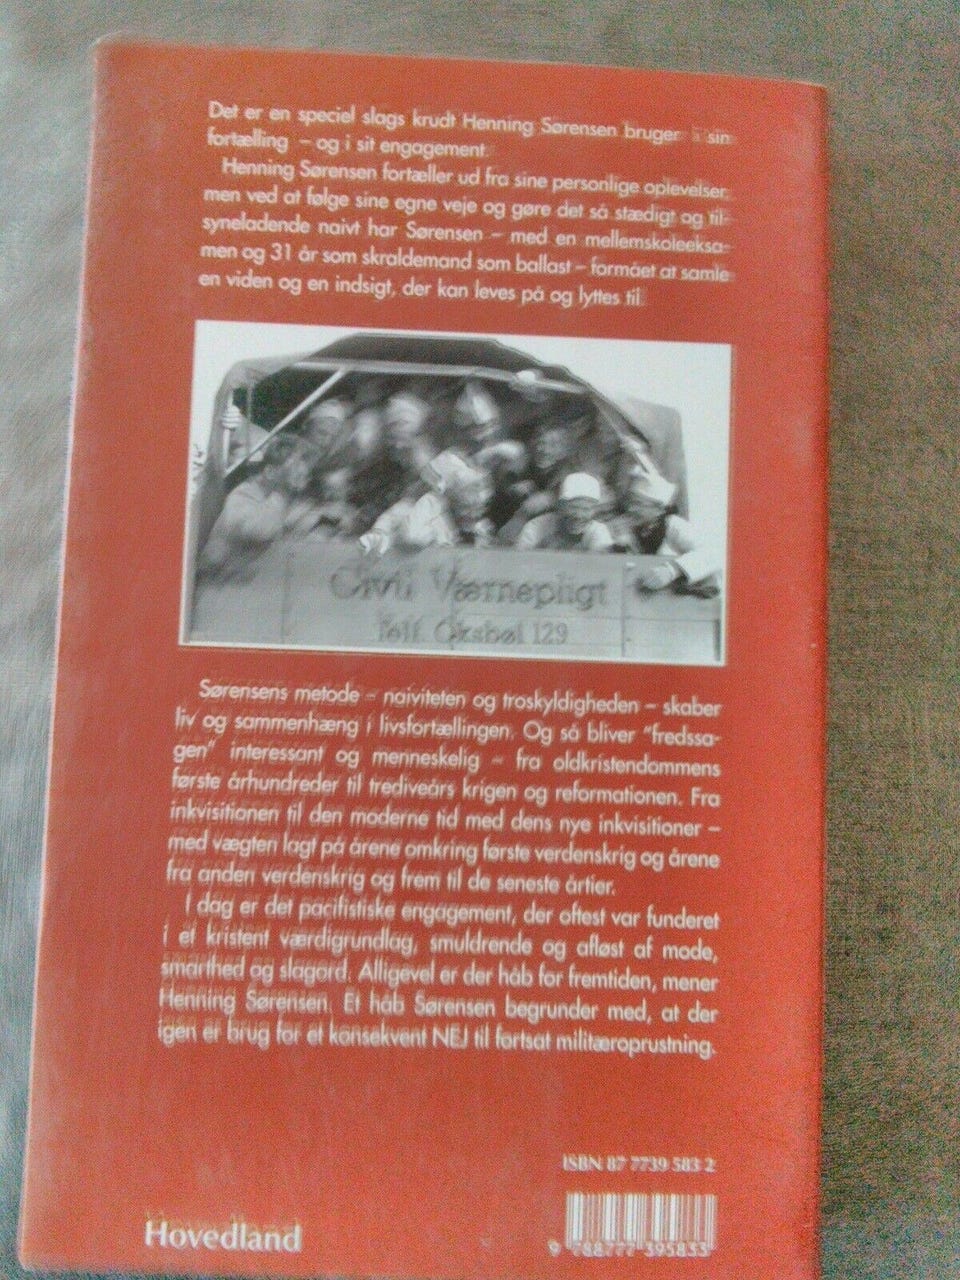 Det er en speciel slags krudt Henning Sørensen bruger i sin
fortælling – og i sit engagement.
Henning Sørensen fortæller ud fra sine personlige oplevelser,
men ved at følge sine egne veje og gøre det så stædigt og til-
syneladende naivt har Sørensen – med en mellemskoleeksa-
men og 31 år som skraldemand som ballast – formået at samle
en viden og en indsigt, der kan leves på og lyttes til.
Civil Værnepligt
Telf. Oksbøl 129
Sørensens metode – naiviteten og troskyldigheden – skaber
liv og sammenhæng i livsfortællingen. Og så bliver "fredssa-
gen" interessant og menneskelig – fra oldkristendommens
første århundreder til trediveårs krigen og reformationen. Fra
inkvisitionen til den moderne tid med dens nye inkvisitioner –
med vægten lagt på årene omkring første verdenskrig og årene
fra anden verdenskrig og frem til de seneste årtier.
I dag er det pacifistiske engagement, der oftest var funderet
i et kristent værdigrundlag, smuldrende og afløst af mode,
smarthed og slagord. Alligevel er der håb for fremtiden, mener
Henning Sørensen. Et håb Sørensen begrunder med, at der
igen er brug for et konsekvent NEJ til fortsat militæroprustning.
ISBN 87 7739 583 2
Hovedland
9 788777 395833